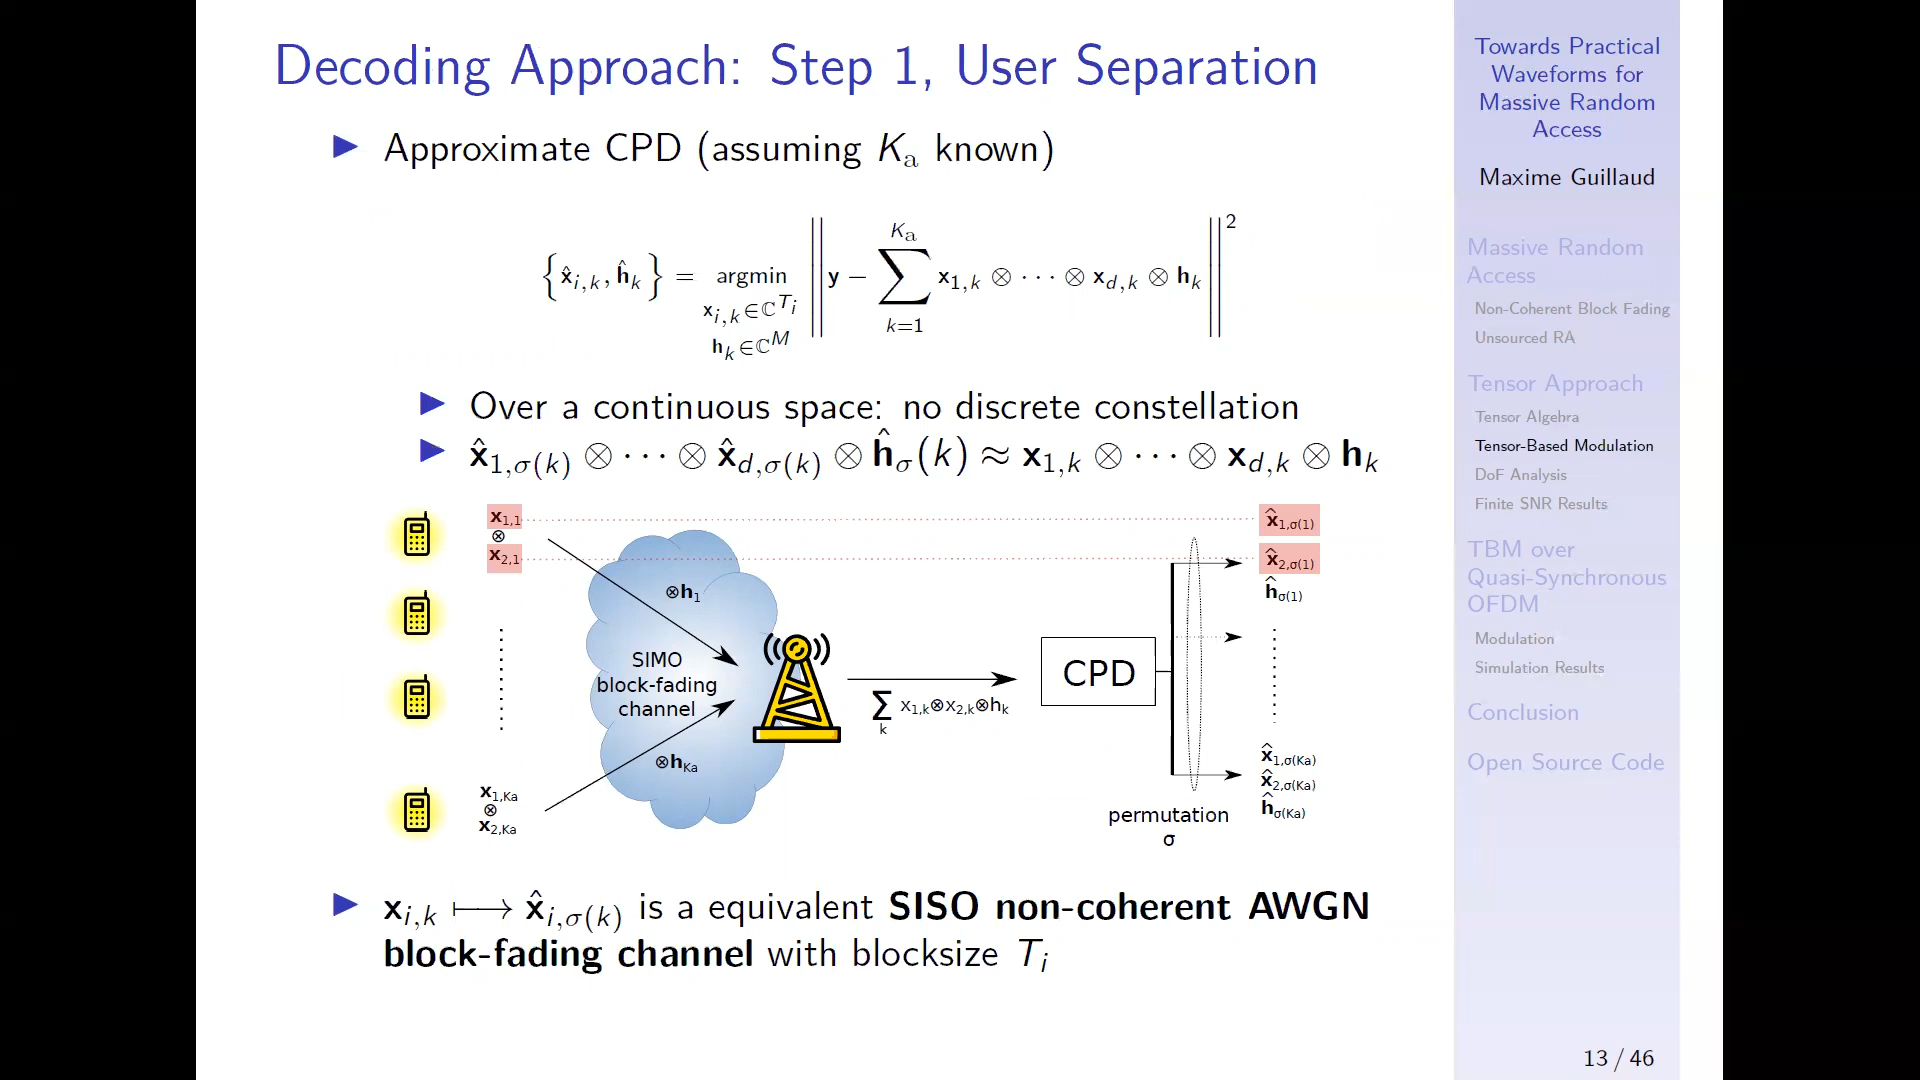 Decoding Approach: Step 1, User Separation
▶ Approximate CPD (assuming Kₐ known)
{x̂_{i,k}, ĥ_k} = argmin_{x_{i,k}∈ℂ^{T_i}, h_k∈ℂ^M} ‖y − ∑_{k=1}^{Kₐ} x_{1,k} ⊗ ··· ⊗ x_{d,k} ⊗ h_k‖²
▶ Over a continuous space: no discrete constellation
▶ x̂_{1,σ(k)} ⊗ ··· ⊗ x̂_{d,σ(k)} ⊗ ĥ_σ(k) ≈ x_{1,k} ⊗ ··· ⊗ x_{d,k} ⊗ h_k
x_{1,1}
⊗
x_{2,1}
⊗h_1
SIMO
block-fading
channel
⊗h_{Ka}
x_{1,Ka}
⊗
x_{2,Ka}
∑_k x_{1,k}⊗x_{2,k}⊗h_k
CPD
permutation
σ
x̂_{1,σ(1)}
x̂_{2,σ(1)}
ĥ_{σ(1)}
x̂_{1,σ(Ka)}
x̂_{2,σ(Ka)}
ĥ_{σ(Ka)}
▶ x_{i,k} ⟼ x̂_{i,σ(k)} is a equivalent SISO non-coherent AWGN
block-fading channel with blocksize T_i
Towards Practical
Waveforms for
Massive Random
Access
Maxime Guillaud
Massive Random
Access
Non-Coherent Block Fading
Unsourced RA
Tensor Approach
Tensor Algebra
Tensor-Based Modulation
DoF Analysis
Finite SNR Results
TBM over
Quasi-Synchronous
OFDM
Modulation
Simulation Results
Conclusion
Open Source Code
13 / 46